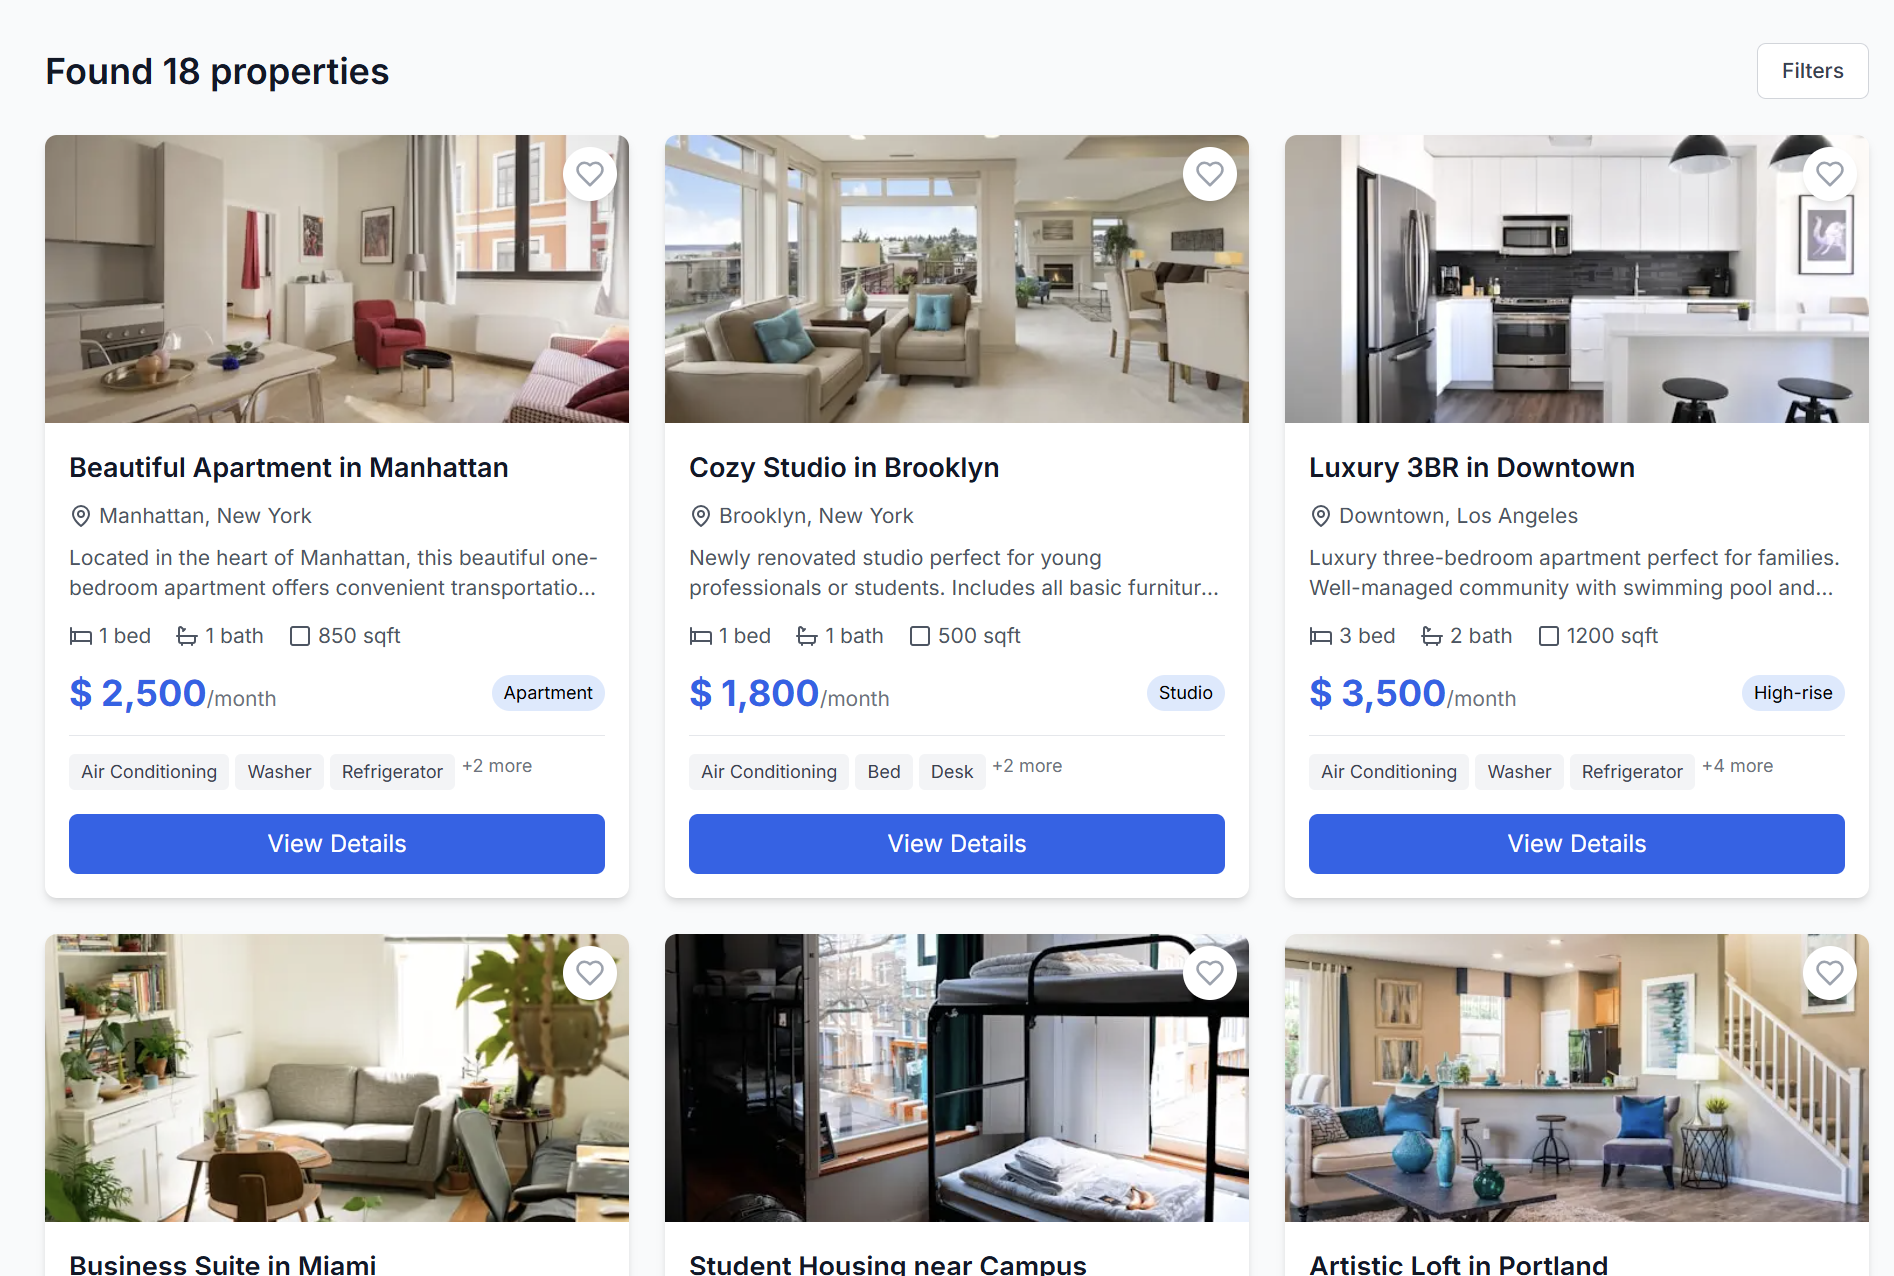 Found 18 properties
Filters
Beautiful Apartment in Manhattan
Manhattan, New York
Located in the heart of Manhattan, this beautiful one-
bedroom apartment offers convenient transportatio...
1 bed 1 bath 850 sqft
$ 2,500/month
Apartment
Air Conditioning Washer Refrigerator +2 more
View Details
Cozy Studio in Brooklyn
Brooklyn, New York
Newly renovated studio perfect for young
professionals or students. Includes all basic furnitur...
1 bed 1 bath 500 sqft
$ 1,800/month
Studio
Air Conditioning Bed Desk +2 more
View Details
Luxury 3BR in Downtown
Downtown, Los Angeles
Luxury three-bedroom apartment perfect for families.
Well-managed community with swimming pool and...
3 bed 2 bath 1200 sqft
$ 3,500/month
High-rise
Air Conditioning Washer Refrigerator +4 more
View Details
Business Suite in Miami
Student Housing near Campus
Artistic Loft in Portland